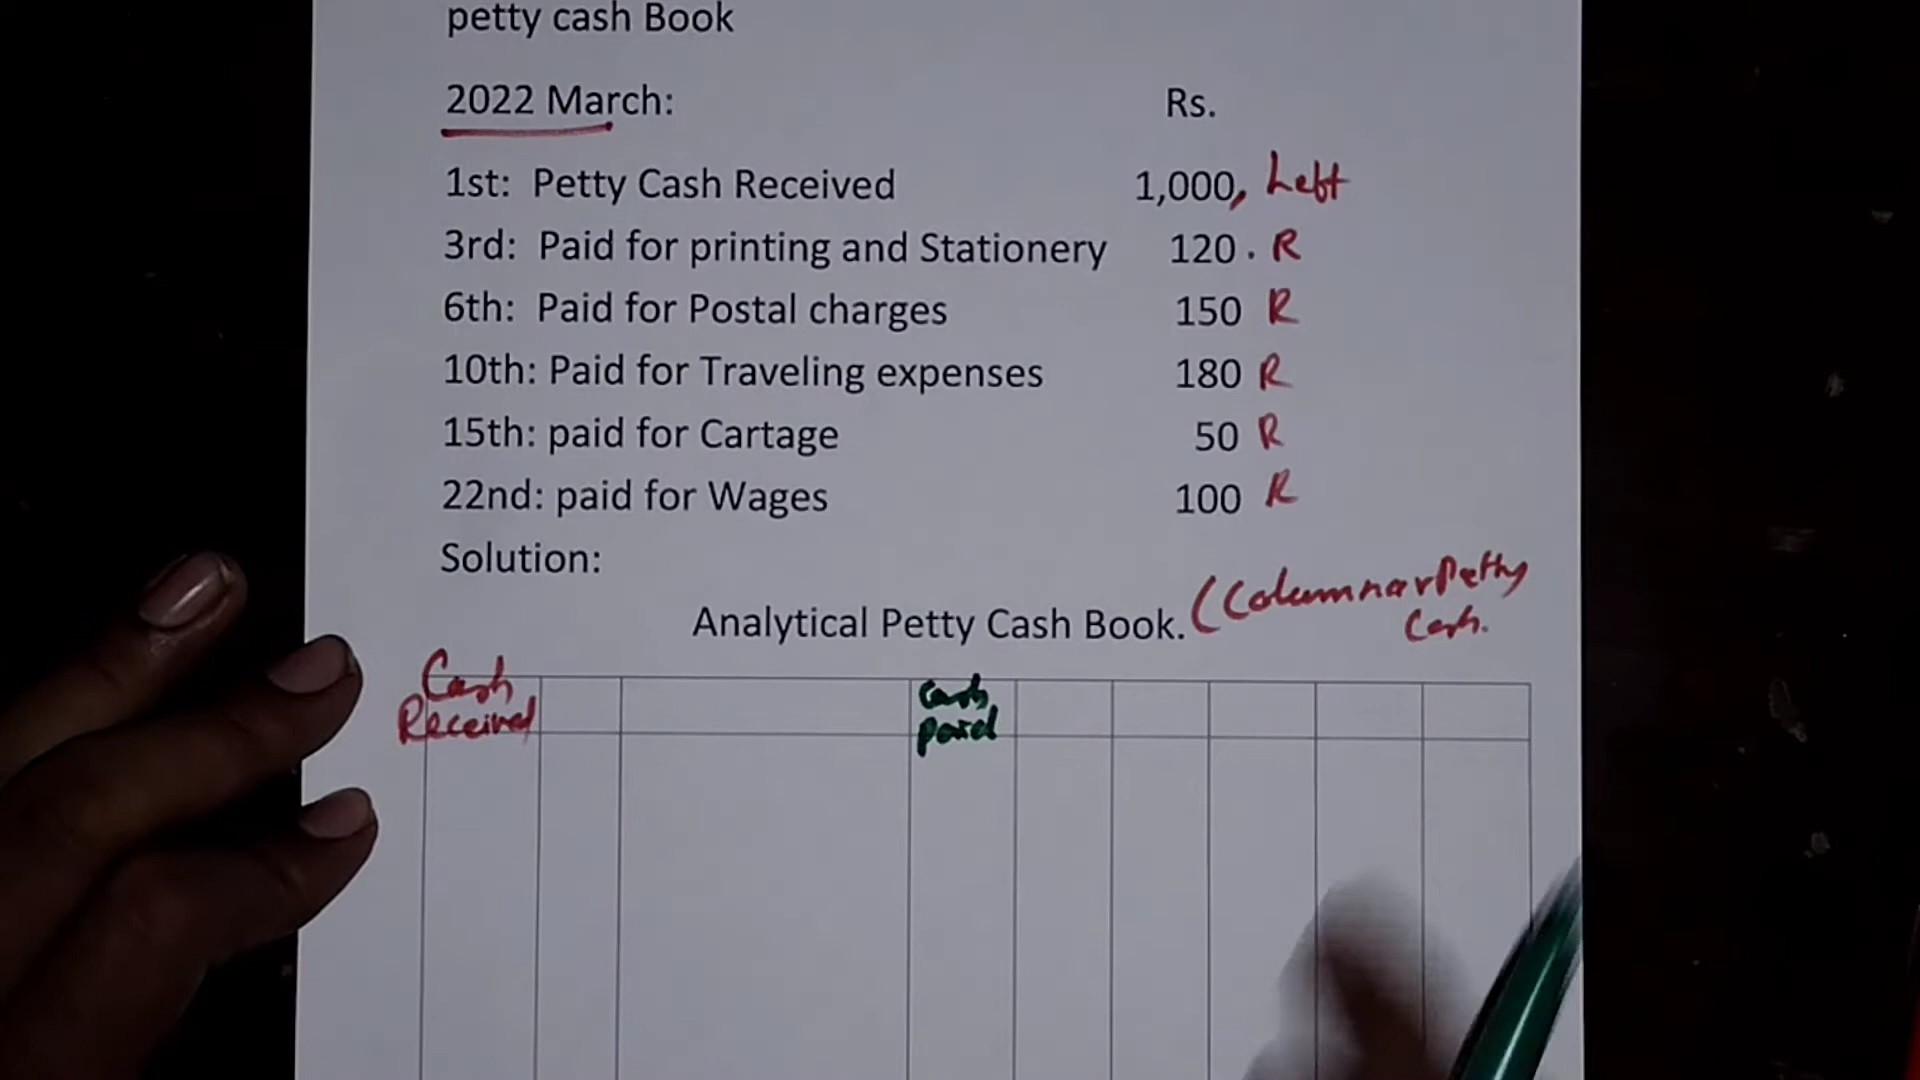 petty cash Book
2022 March: Rs.
1st: Petty Cash Received 1,000, Left
3rd: Paid for printing and Stationery 120 . R
6th: Paid for Postal charges 150 R
10th: Paid for Traveling expenses 180 R
15th: paid for Cartage 50 R
22nd: paid for Wages 100 R
Solution:
Analytical Petty Cash Book. (Columnar Petty
Cash.
Cash
Received
Cash
paid